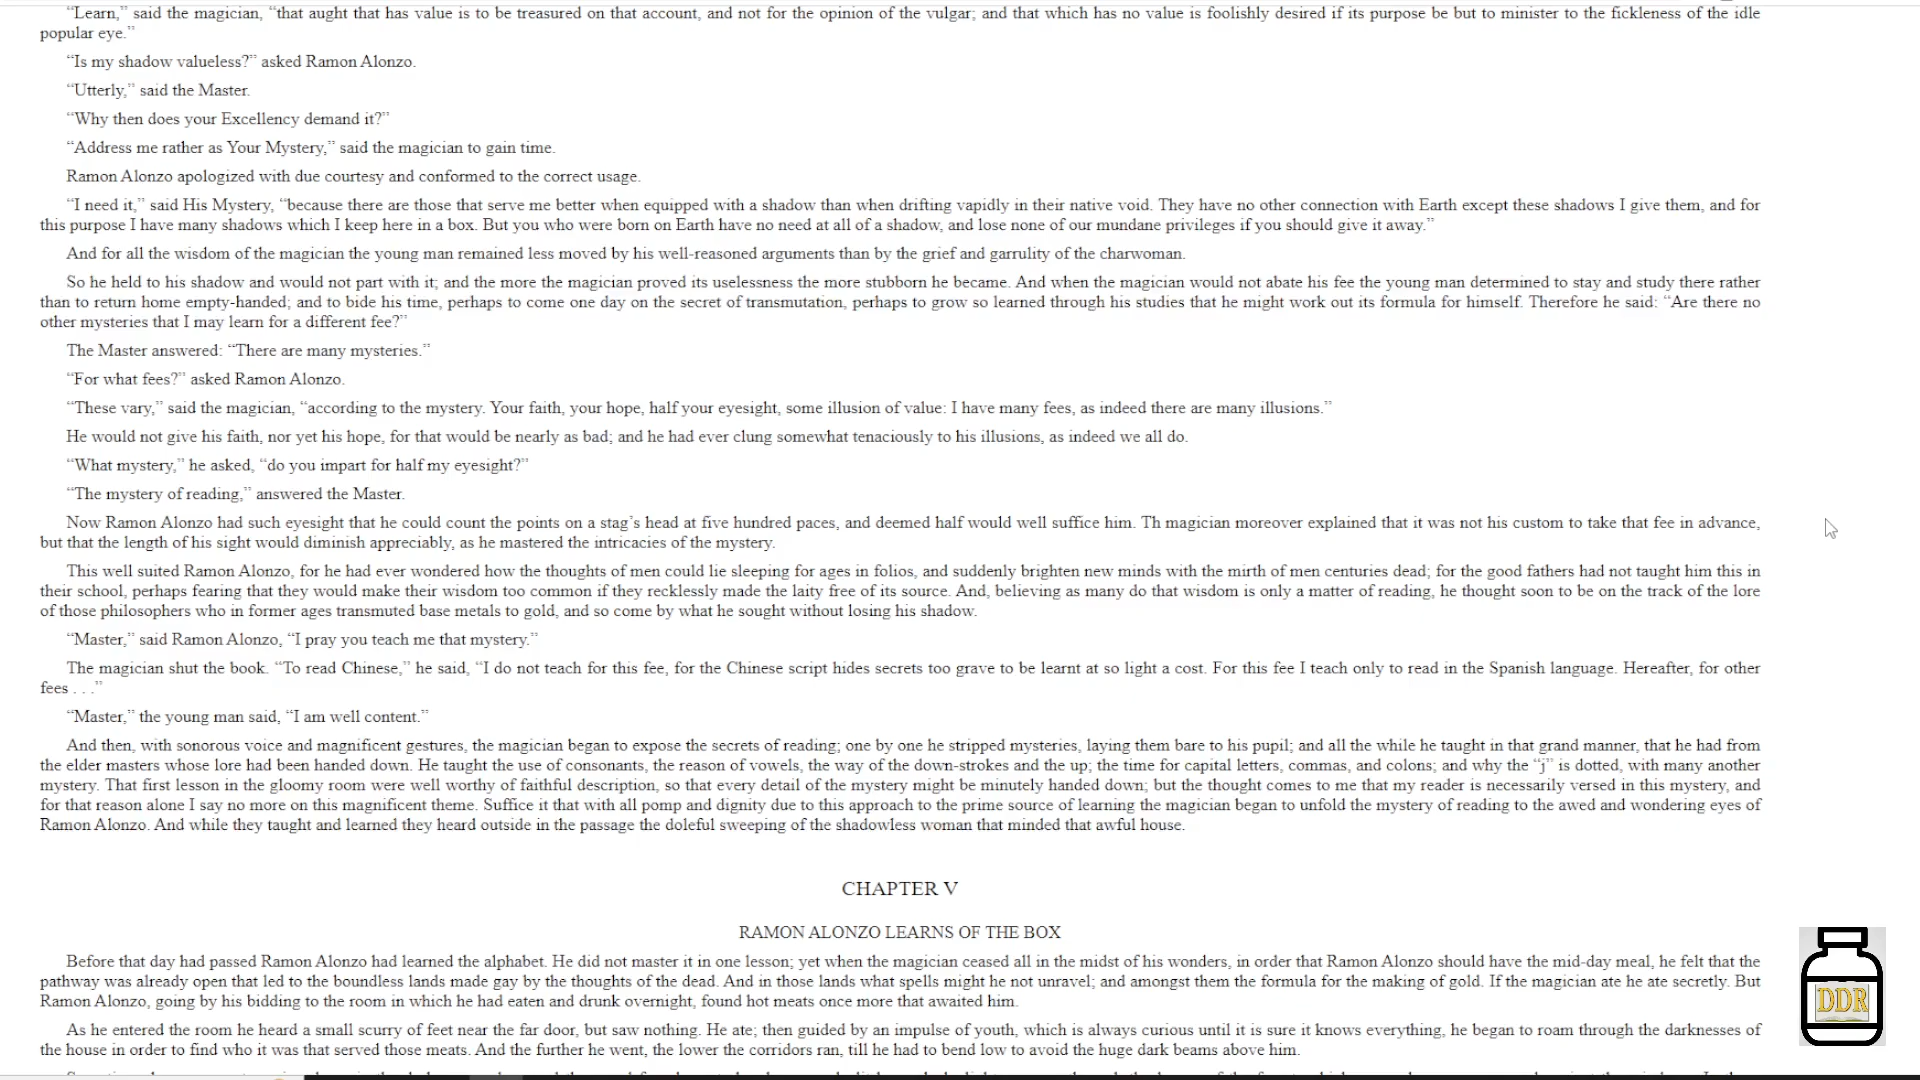 “Learn,” said the magician, “that aught that has value is to be treasured on that account, and not for the opinion of the vulgar; and that which has no value is foolishly desired if its purpose be but to minister to the fickleness of the idle
popular eye.”
“Is my shadow valueless?” asked Ramon Alonzo.
“Utterly,” said the Master.
“Why then does your Excellency demand it?”
“Address me rather as Your Mystery,” said the magician to gain time.
Ramon Alonzo apologized with due courtesy and conformed to the correct usage.
“I need it,” said His Mystery, “because there are those that serve me better when equipped with a shadow than when drifting vapidly in their native void. They have no other connection with Earth except these shadows I give them, and for
this purpose I have many shadows which I keep here in a box. But you who were born on Earth have no need at all of a shadow, and lose none of our mundane privileges if you should give it away.”
And for all the wisdom of the magician the young man remained less moved by his well-reasoned arguments than by the grief and garrulity of the charwoman.
So he held to his shadow and would not part with it; and the more the magician proved its uselessness the more stubborn he became. And when the magician would not abate his fee the young man determined to stay and study there rather
than to return home empty-handed; and to bide his time, perhaps to come one day on the secret of transmutation, perhaps to grow so learned through his studies that he might work out its formula for himself. Therefore he said: “Are there no
other mysteries that I may learn for a different fee?”
The Master answered: “There are many mysteries.”
“For what fees?” asked Ramon Alonzo.
“These vary,” said the magician, “according to the mystery. Your faith, your hope, half your eyesight, some illusion of value: I have many fees, as indeed there are many illusions.”
He would not give his faith, nor yet his hope, for that would be nearly as bad; and he had ever clung somewhat tenaciously to his illusions, as indeed we all do.
“What mystery,” he asked, “do you impart for half my eyesight?”
“The mystery of reading,” answered the Master.
Now Ramon Alonzo had such eyesight that he could count the points on a stag’s head at five hundred paces, and deemed half would well suffice him. Th magician moreover explained that it was not his custom to take that fee in advance,
but that the length of his sight would diminish appreciably, as he mastered the intricacies of the mystery.
This well suited Ramon Alonzo, for he had ever wondered how the thoughts of men could lie sleeping for ages in folios, and suddenly brighten new minds with the mirth of men centuries dead; for the good fathers had not taught him this in
their school, perhaps fearing that they would make their wisdom too common if they recklessly made the laity free of its source. And, believing as many do that wisdom is only a matter of reading, he thought soon to be on the track of the lore
of those philosophers who in former ages transmuted base metals to gold, and so come by what he sought without losing his shadow.
“Master,” said Ramon Alonzo, “I pray you teach me that mystery.”
The magician shut the book. “To read Chinese,” he said, “I do not teach for this fee, for the Chinese script hides secrets too grave to be learnt at so light a cost. For this fee I teach only to read in the Spanish language. Hereafter, for other
fees . . .”
“Master,” the young man said, “I am well content.”
And then, with sonorous voice and magnificent gestures, the magician began to expose the secrets of reading; one by one he stripped mysteries, laying them bare to his pupil; and all the while he taught in that grand manner, that he had from
the elder masters whose lore had been handed down. He taught the use of consonants, the reason of vowels, the way of the down-strokes and the up; the time for capital letters, commas, and colons; and why the “j” is dotted, with many another
mystery. That first lesson in the gloomy room were well worthy of faithful description, so that every detail of the mystery might be minutely handed down; but the thought comes to me that my reader is necessarily versed in this mystery, and
for that reason alone I say no more on this magnificent theme. Suffice it that with all pomp and dignity due to this approach to the prime source of learning the magician began to unfold the mystery of reading to the awed and wondering eyes of
Ramon Alonzo. And while they taught and learned they heard outside in the passage the doleful sweeping of the shadowless woman that minded that awful house.
CHAPTER V
RAMON ALONZO LEARNS OF THE BOX
Before that day had passed Ramon Alonzo had learned the alphabet. He did not master it in one lesson; yet when the magician ceased all in the midst of his wonders, in order that Ramon Alonzo should have the mid-day meal, he felt that the
pathway was already open that led to the boundless lands made gay by the thoughts of the dead. And in those lands what spells might he not unravel; and amongst them the formula for the making of gold. If the magician ate he ate secretly. But
Ramon Alonzo, going by his bidding to the room in which he had eaten and drunk overnight, found hot meats once more that awaited him.
As he entered the room he heard a small scurry of feet near the far door, but saw nothing. He ate; then guided by an impulse of youth, which is always curious until it is sure it knows everything, he began to roam through the darknesses of
the house in order to find who it was that served those meats. And the further he went, the lower the corridors ran, till he had to bend low to avoid the huge dark beams above him.
DDR